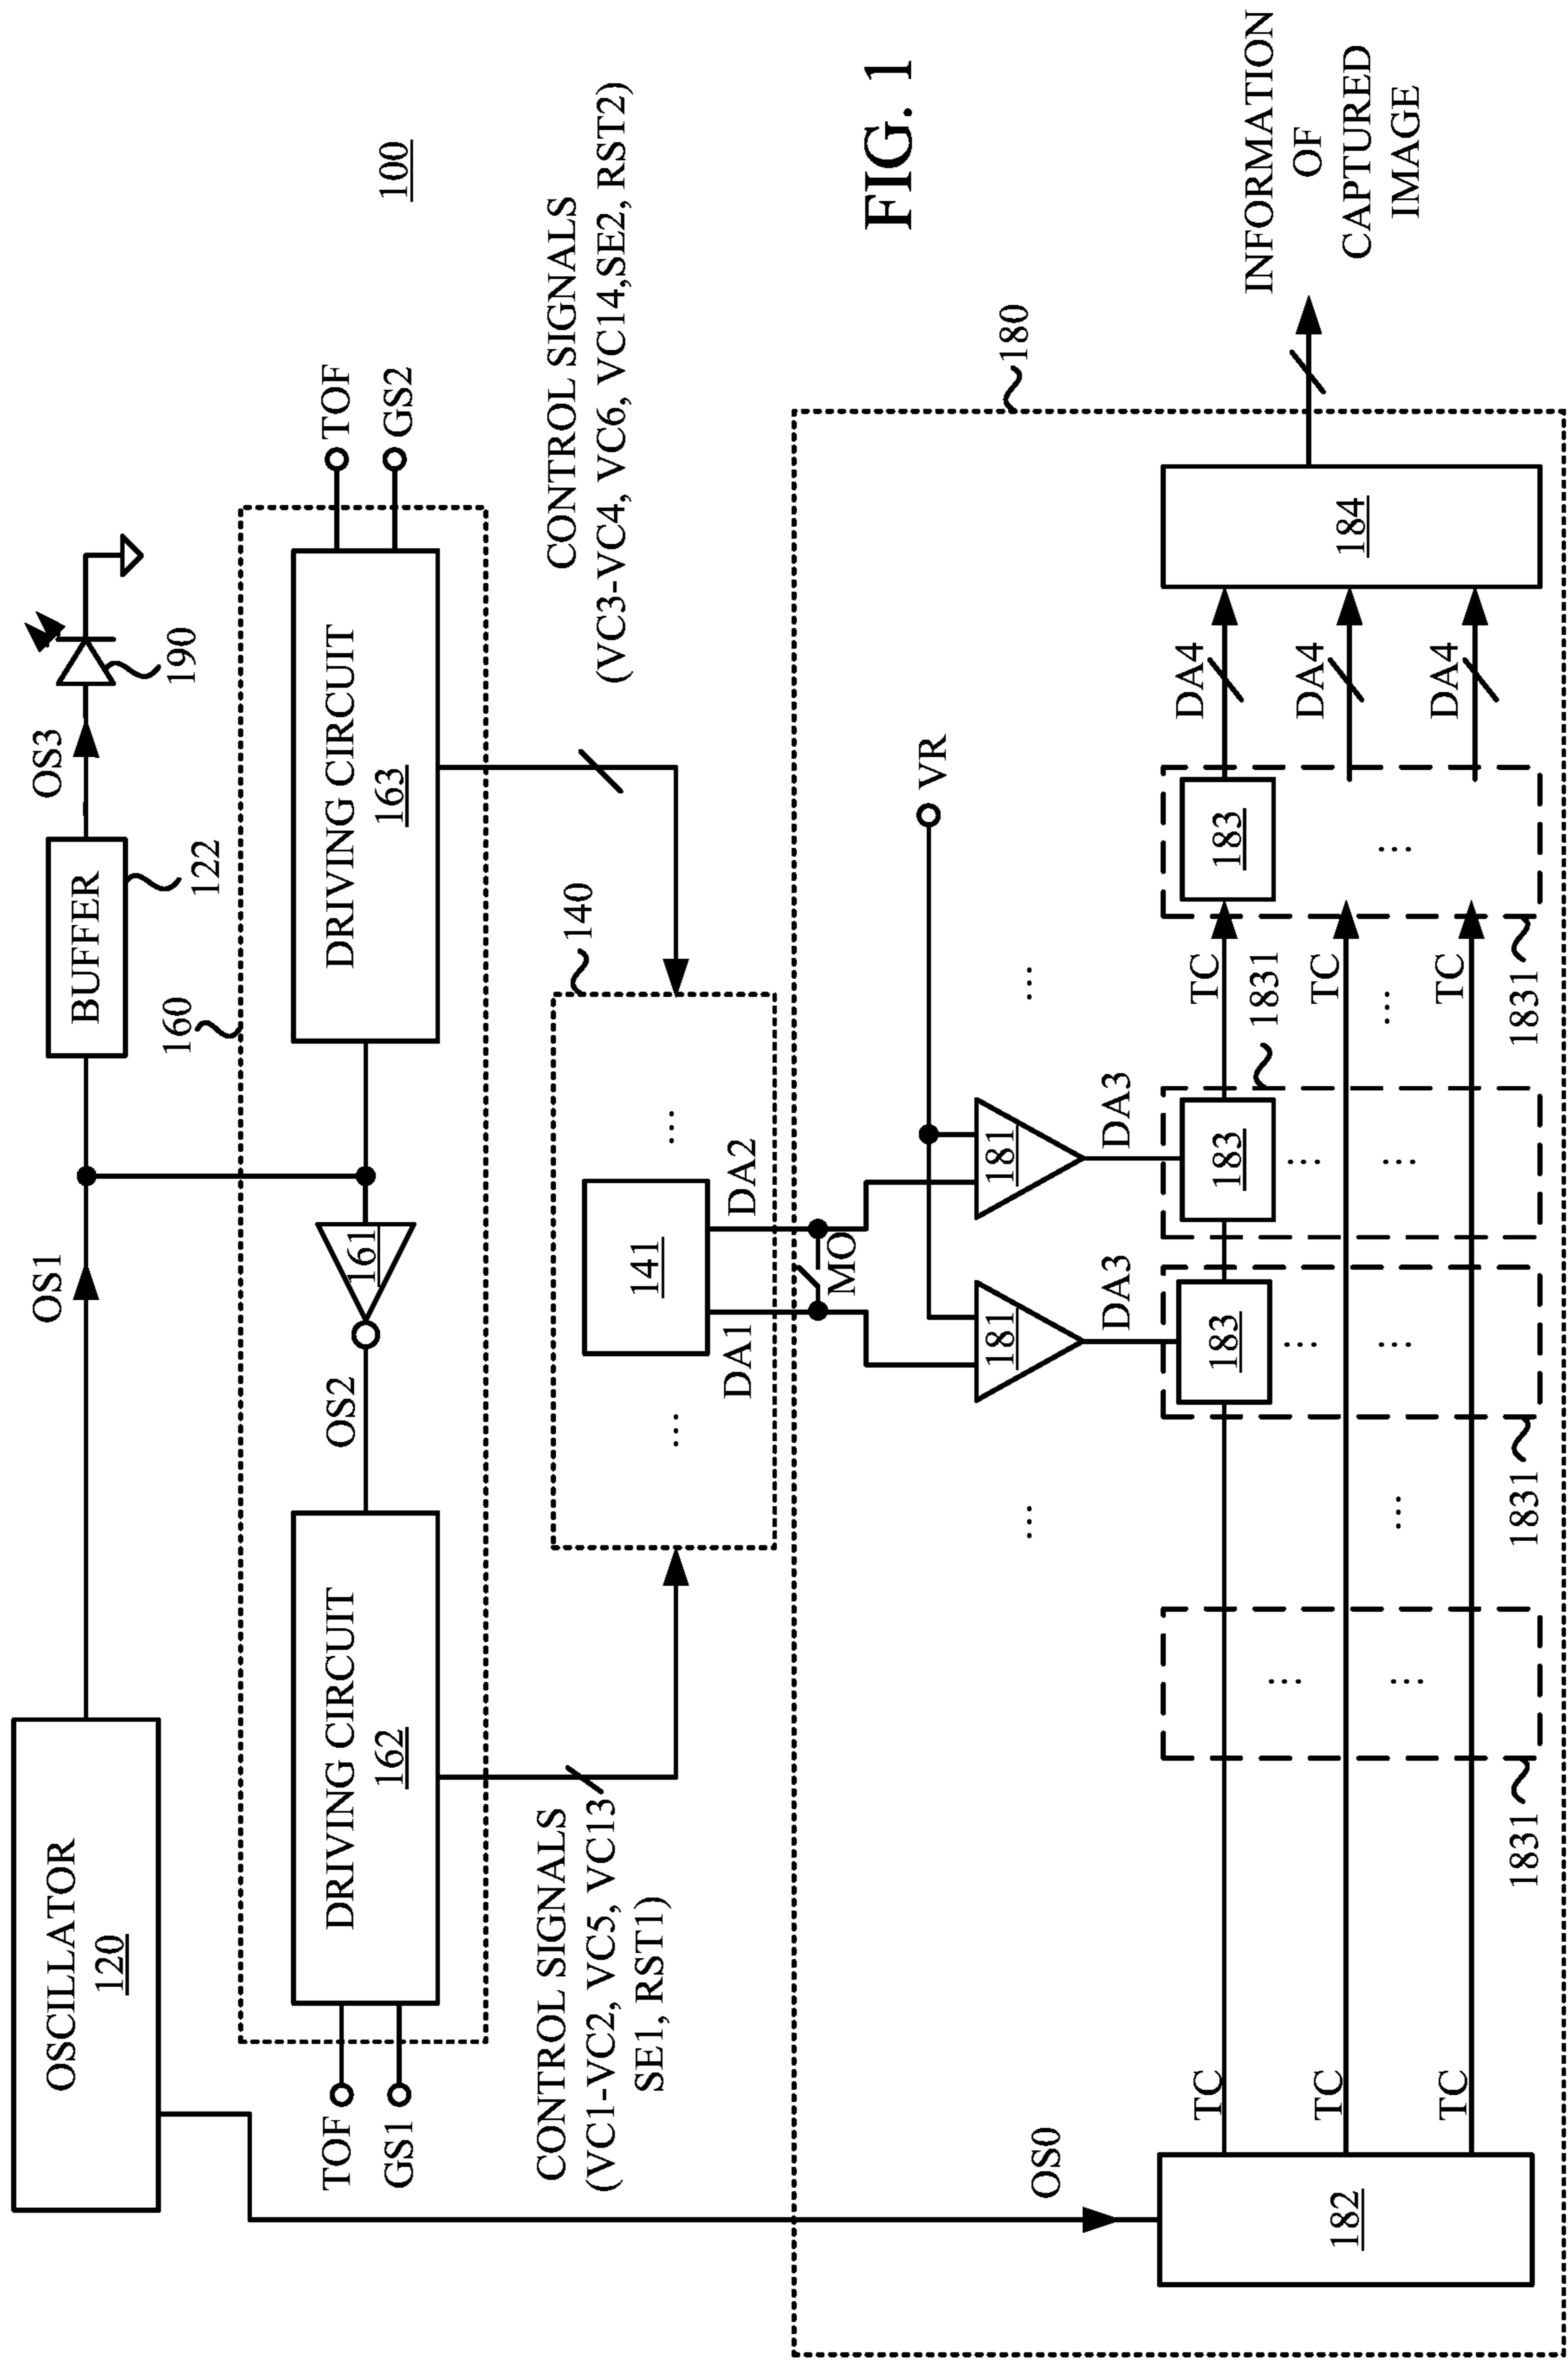 OSCILLATOR
120
OS1
BUFFER
122
OS3
190
100
160
TOF
GS1
DRIVING CIRCUIT
162
OS2
161
DRIVING CIRCUIT
163
TOF
GS2
CONTROL SIGNALS
(VC1-VC2, VC5, VC13
SE1, RST1)
CONTROL SIGNALS
(VC3-VC4, VC6, VC14,SE2, RST2)
140
...
141
...
DA1
DA2
MO
180
FIG. 1
VR
181
181
...
...
DA3
DA3
OS0
182
TC
TC
TC
...
...
1831
...
183
...
...
1831
183
...
...
1831
TC
TC
...
TC
183
...
1831
DA4
DA4
DA4
184
INFORMATION
OF
CAPTURED
IMAGE